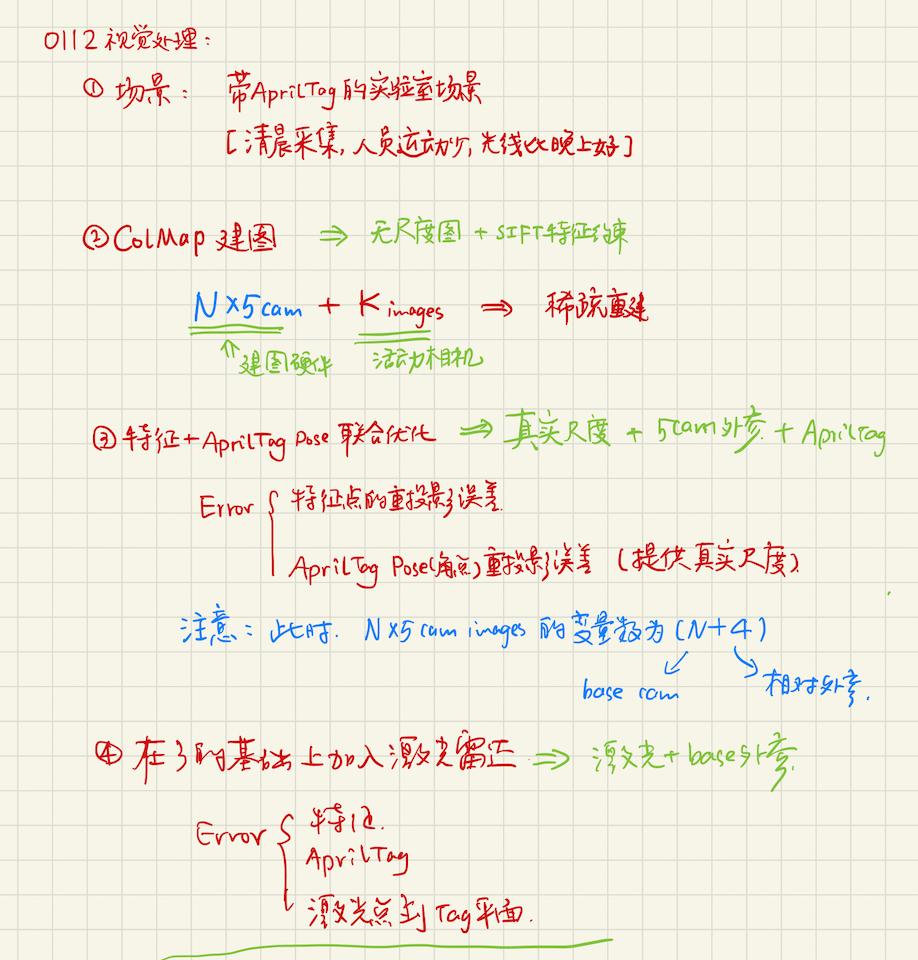 0112 视觉处理：
① 场景： 带AprilTag的实验室场景
[清晨采集, 人员运动少, 光线比晚上好]
② ColMap 建图 ⇒ 无尺度图 + SIFT特征约束
N×5cam + K images ⇒ 稀疏重建
↑建图硬件 活动相机
③ 特征+AprilTag Pose 联合优化 ⇒ 真实尺度 + 5cam外参 + AprilTag
Error { 特征点的重投影误差
AprilTag Pose(角点)重投影误差 (提供真实尺度)
注意： 此时. N×5 cam images 的变量数为 (N+4)
base cam 相对外参.
④ 在3的基础上加入激光雷达 ⇒ 激光+base外参
Error { 特征.
AprilTag
激光点到Tag平面.